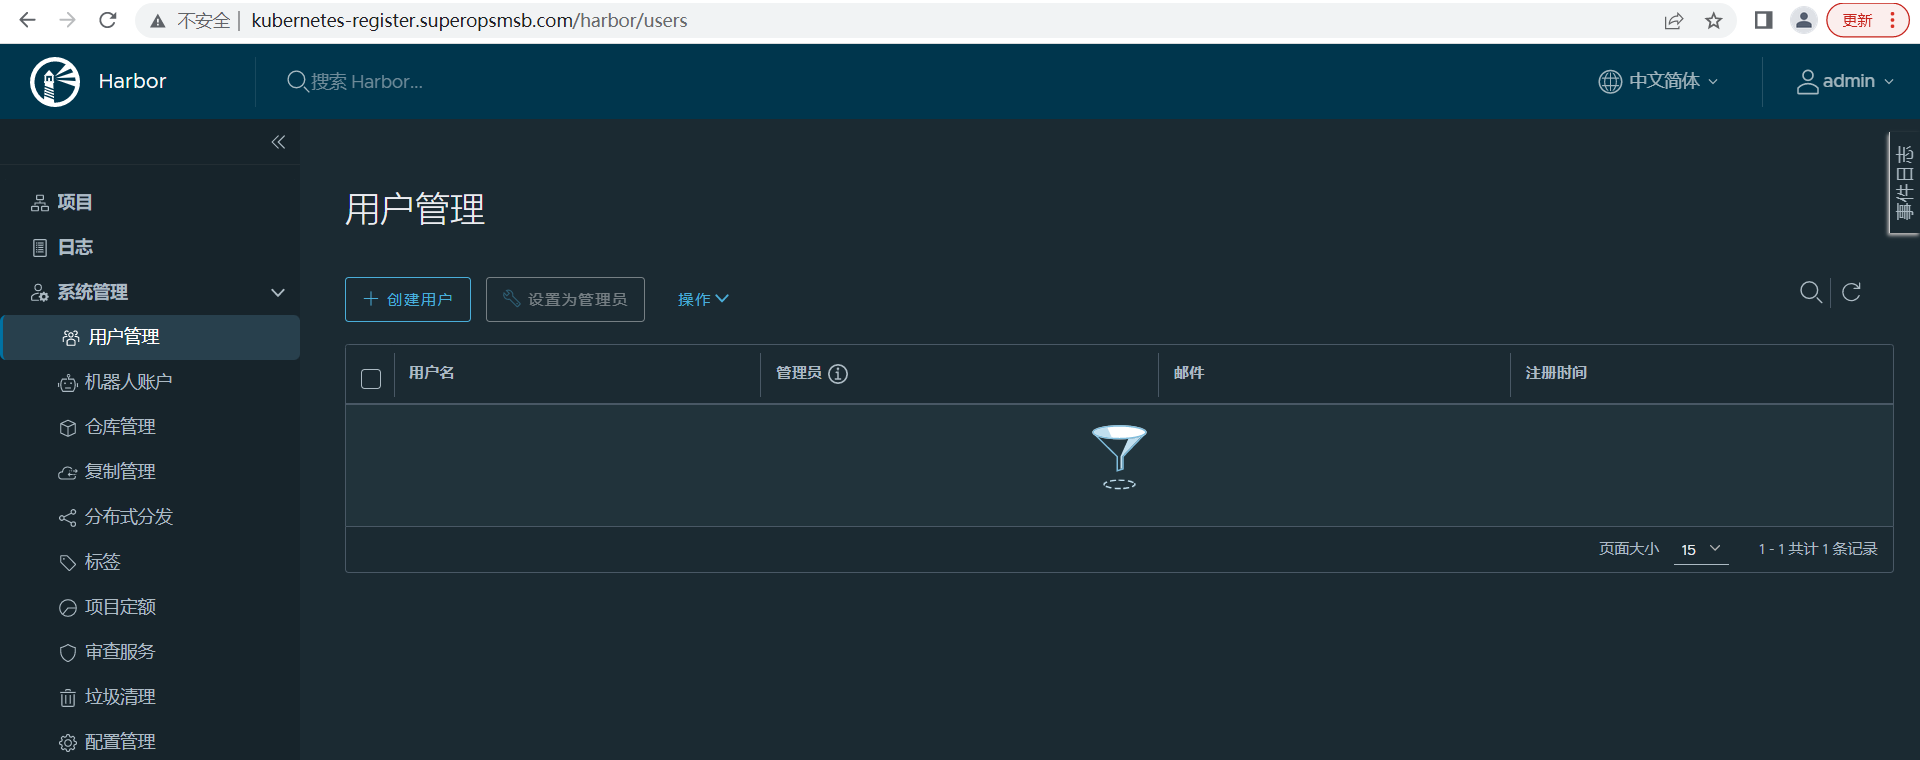 不安全 | kubernetes-register.superopsmsb.com/harbor/users
更新
Harbor
搜索 Harbor...
中文简体
admin
事件日志
项目
日志
系统管理
用户管理
机器人账户
仓库管理
复制管理
分布式分发
标签
项目定额
审查服务
垃圾清理
配置管理
用户管理
创建用户
设置为管理员
操作
用户名
管理员
邮件
注册时间
页面大小
15
1 - 1 共计 1 条记录